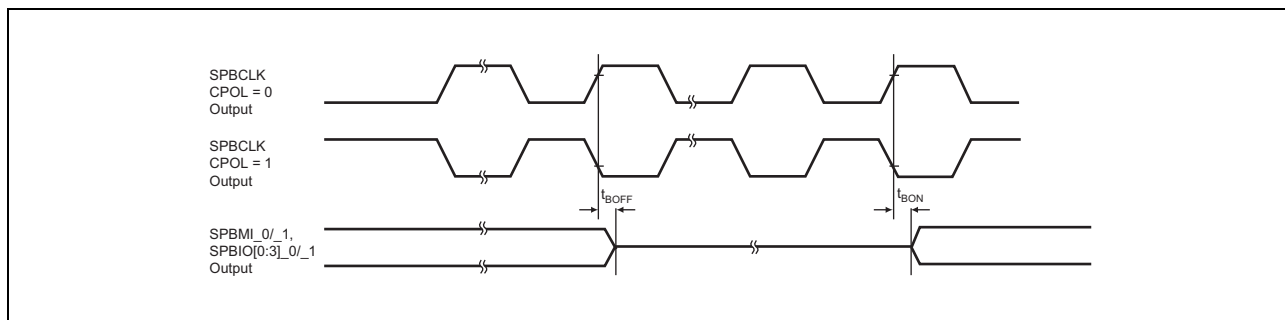 SPBCLK
CPOL = 0
Output
SPBCLK
CPOL = 1
Output
tBOFF
tBON
SPBMI_0/_1,
SPBIO[0:3]_0/_1
Output